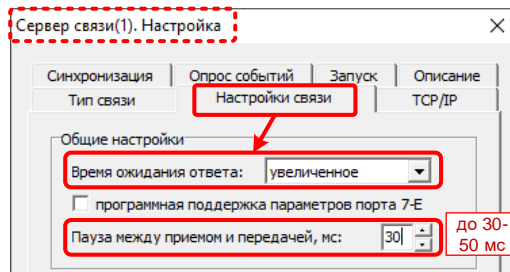 Сервер связи(1). Настройка
Синхронизация Опрос событий Запуск Описание
Тип связи Настройки связи TCP/IP
Общие настройки
Время ожидания ответа: увеличенное
программная поддержка параметров порта 7-E
Пауза между приемом и передачей, мс: 30
до 30-
50 мс